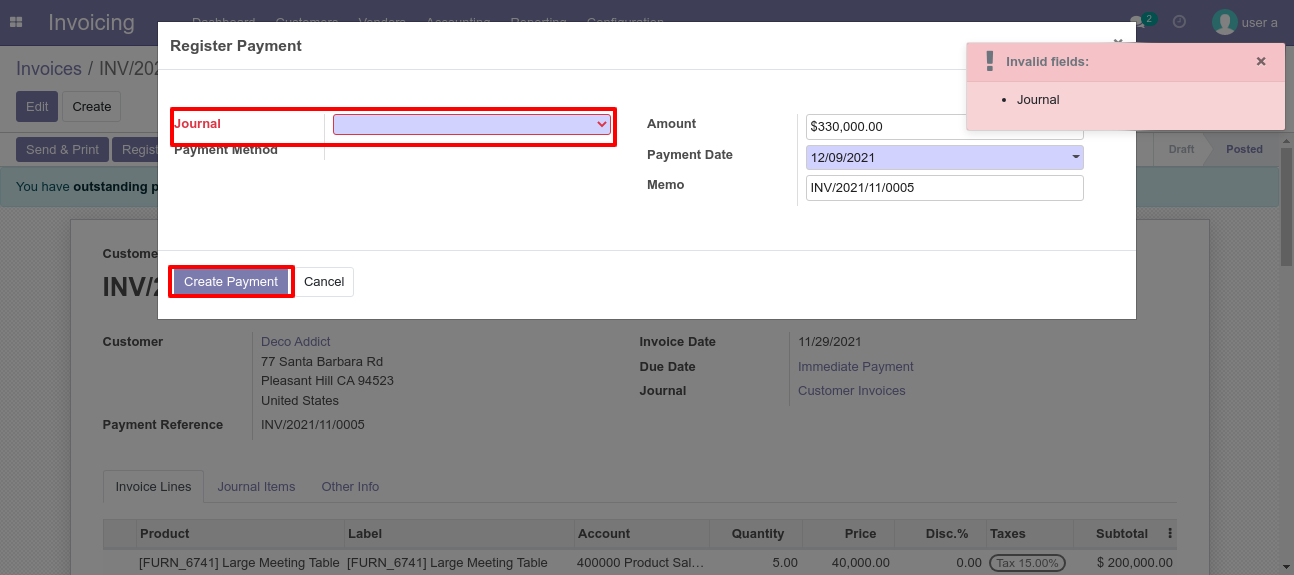 Invoicing
Dashboard Customers Vendors Accounting Reporting Configuration
2
user a
Register Payment
Invoices / INV/202
Invalid fields:
Journal
Edit Create
Journal
Amount $330,000.00
Send & Print Regist
Payment Method
Payment Date 12/09/2021
Draft Posted
You have outstanding p
Memo INV/2021/11/0005
Custome
INV/2
Create Payment Cancel
Customer Deco Addict
77 Santa Barbara Rd
Pleasant Hill CA 94523
United States
Payment Reference INV/2021/11/0005
Invoice Date 11/29/2021
Due Date Immediate Payment
Journal Customer Invoices
Invoice Lines Journal Items Other Info
Product Label Account Quantity Price Disc.% Taxes Subtotal
[FURN_6741] Large Meeting Table [FURN_6741] Large Meeting Table 400000 Product Sal... 5.00 40,000.00 0.00 Tax 15.00% $ 200,000.00